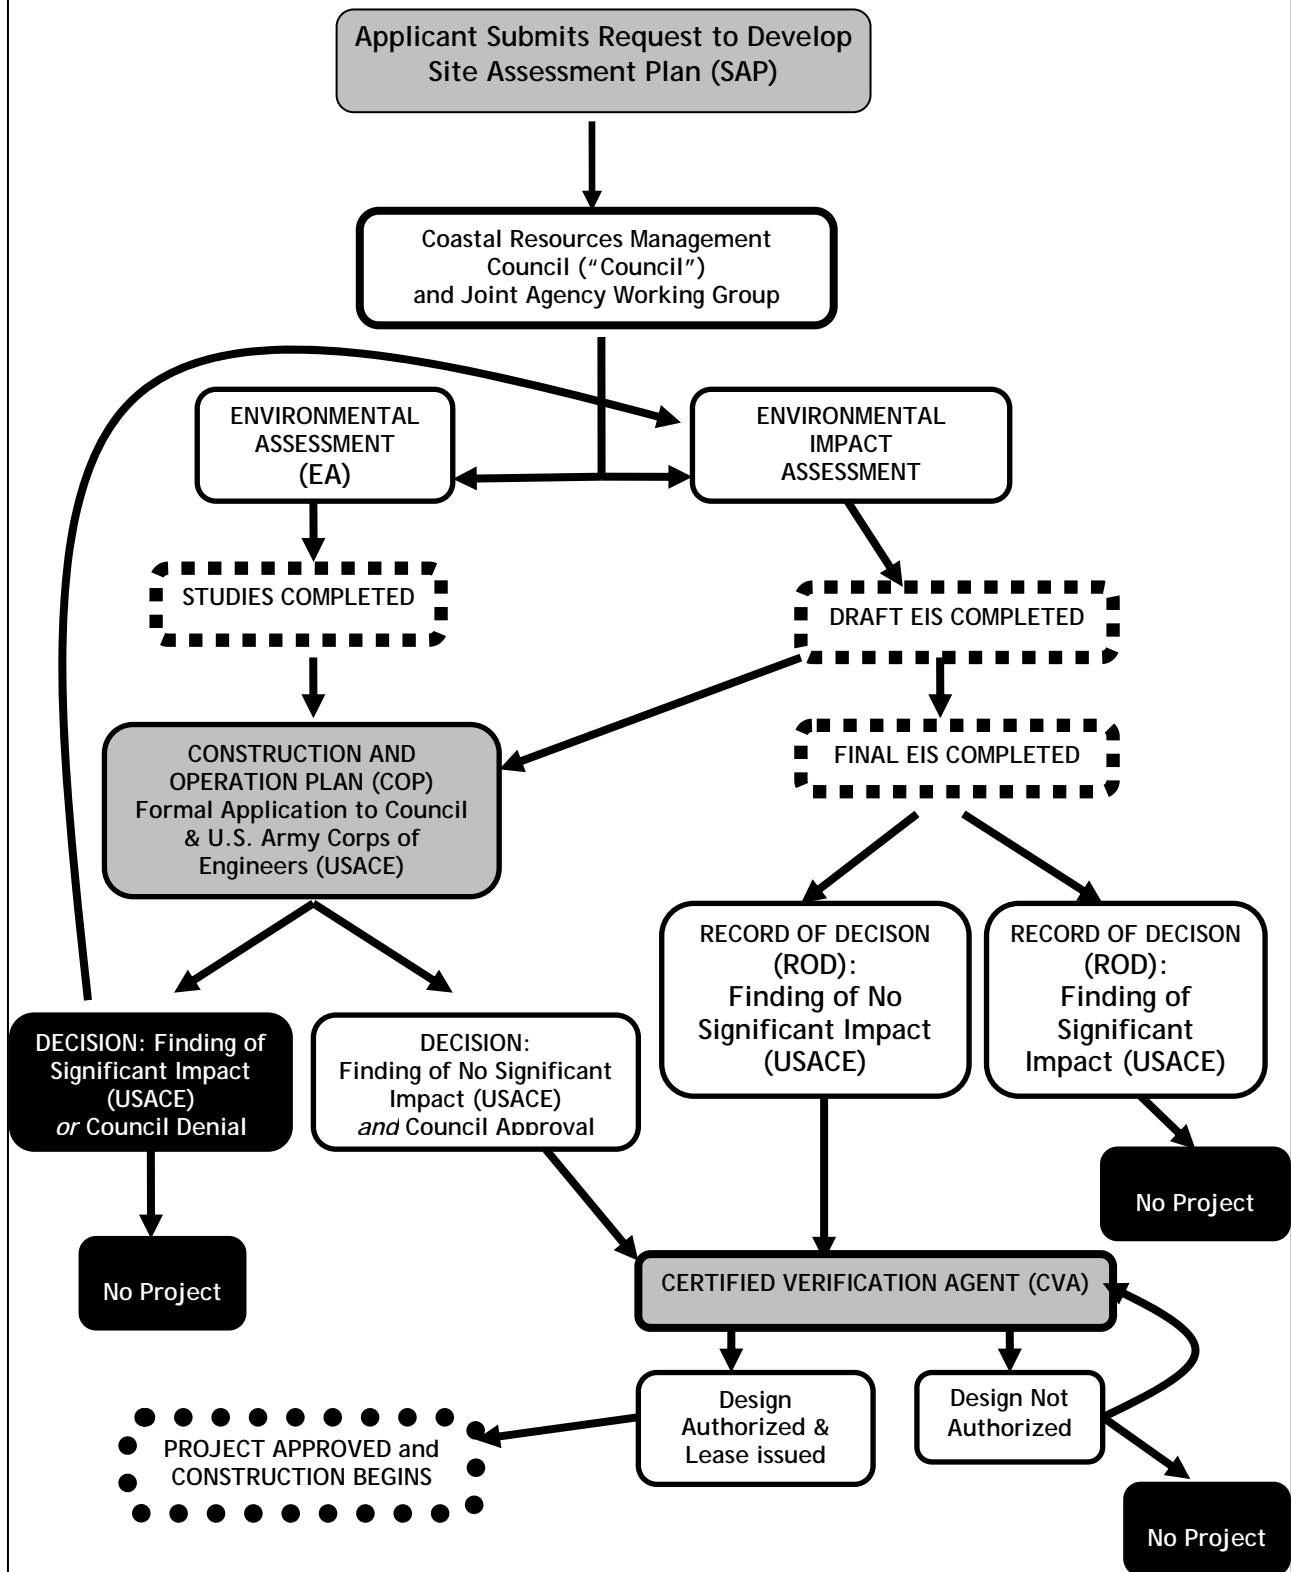 Applicant Submits Request to Develop
Site Assessment Plan (SAP)
Coastal Resources Management
Council (“Council”)
and Joint Agency Working Group
ENVIRONMENTAL
ASSESSMENT
(EA)
ENVIRONMENTAL
IMPACT
ASSESSMENT
STUDIES COMPLETED
DRAFT EIS COMPLETED
CONSTRUCTION AND
OPERATION PLAN (COP)
Formal Application to Council
& U.S. Army Corps of
Engineers (USACE)
FINAL EIS COMPLETED
RECORD OF DECISON
(ROD):
Finding of No
Significant Impact
(USACE)
RECORD OF DECISON
(ROD):
Finding of
Significant
Impact (USACE)
DECISION: Finding of
Significant Impact
(USACE)
or Council Denial
DECISION:
Finding of No Significant
Impact (USACE)
and Council Approval
No Project
No Project
CERTIFIED VERIFICATION AGENT (CVA)
Design
Authorized &
Lease issued
Design Not
Authorized
PROJECT APPROVED and
CONSTRUCTION BEGINS
No Project